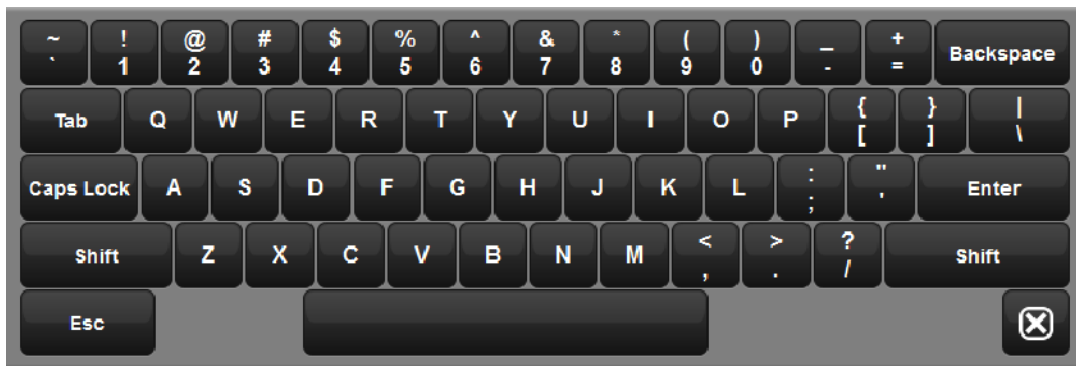 ~ ! @ # $ % ^ & * ( ) _ +
` 1 2 3 4 5 6 7 8 9 0 - = Backspace
Tab Q W E R T Y U I O P { } |
[ ] \
Caps Lock A S D F G H J K L : " Enter
; '
Shift Z X C V B N M < > ? Shift
, . /
Esc